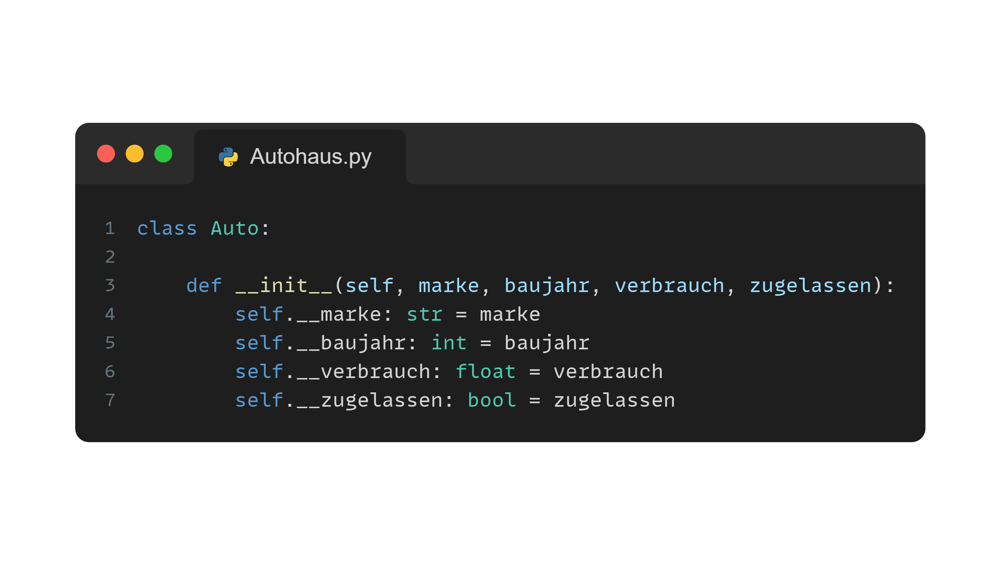 Autohaus.py
1 class Auto:
2
3     def __init__(self, marke, baujahr, verbrauch, zugelassen):
4         self.__marke: str = marke
5         self.__baujahr: int = baujahr
6         self.__verbrauch: float = verbrauch
7         self.__zugelassen: bool = zugelassen